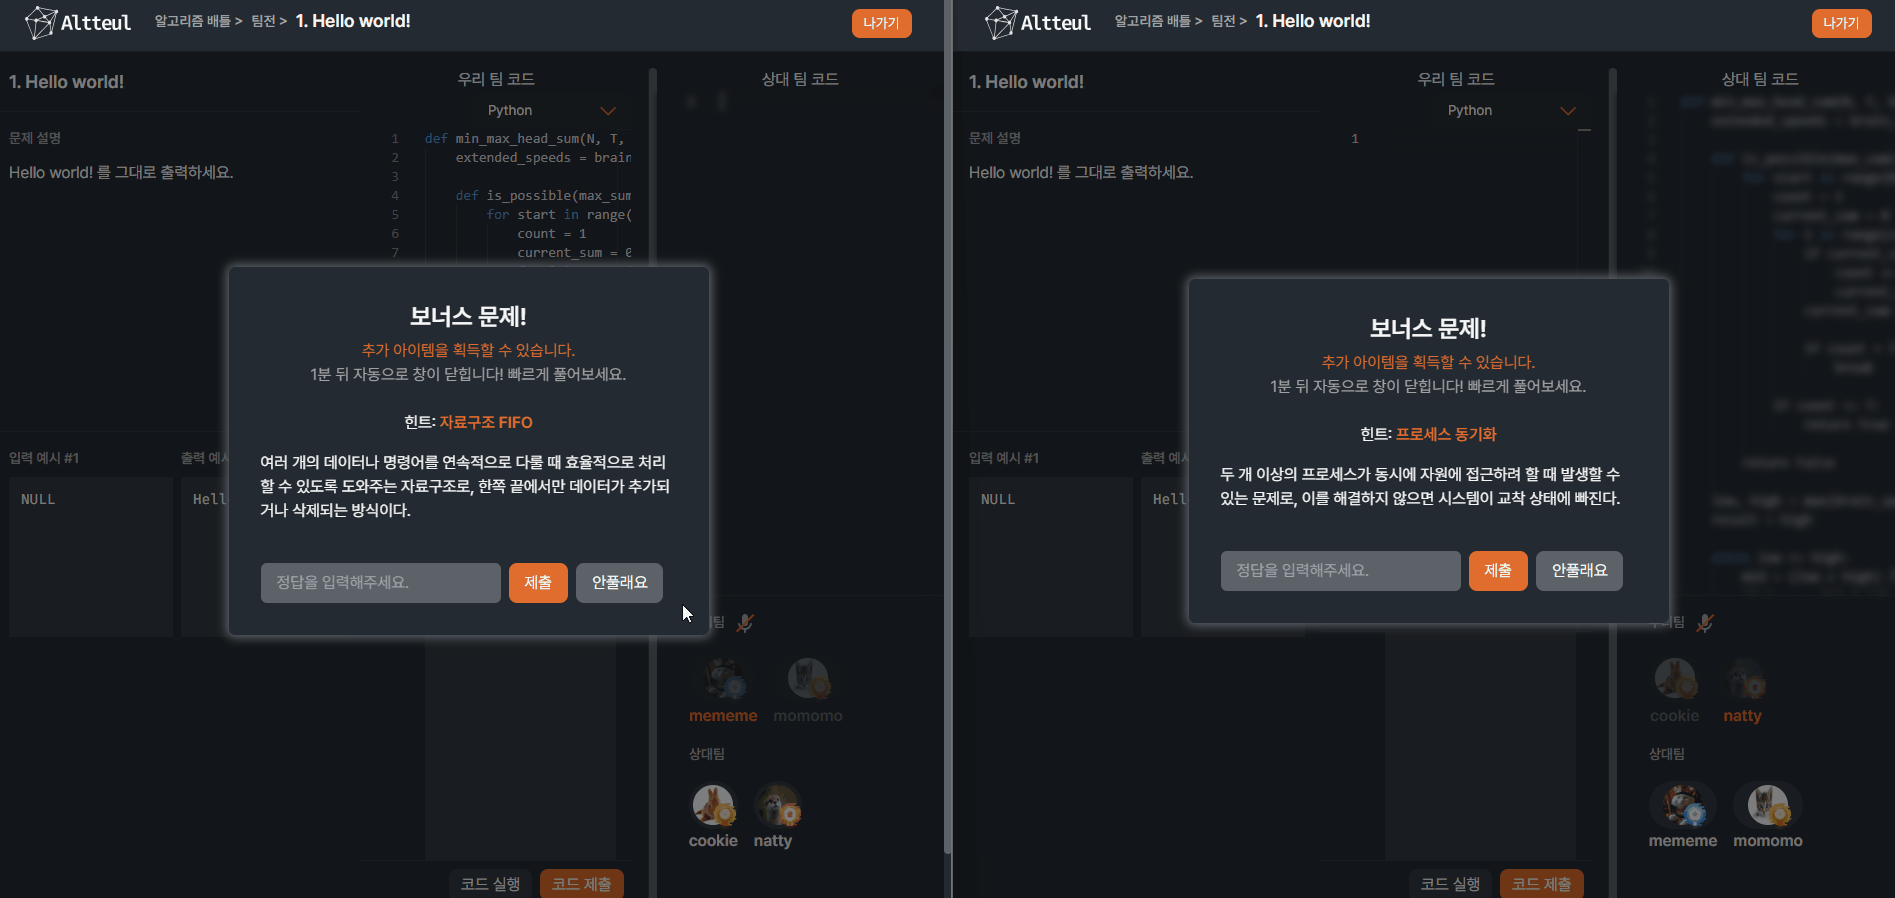 Altteul
알고리즘 배틀 > 팀전 > 1. Hello world!
나가기
1. Hello world!
문제 설명
Hello world! 를 그대로 출력하세요.
우리 팀 코드
Python
1 def min_max_head_sum(N, T,
2 extended_speeds = brain
3
4 def is_possible(max_sum
5 for start in range(
6 count = 1
7 current_sum = 0
상대 팀 코드
보너스 문제!
추가 아이템을 획득할 수 있습니다.
1분 뒤 자동으로 창이 닫힙니다! 빠르게 풀어보세요.
힌트: 자료구조 FIFO
여러 개의 데이터나 명령어를 연속적으로 다룰 때 효율적으로 처리
할 수 있도록 도와주는 자료구조로, 한쪽 끝에서만 데이터가 추가되
거나 삭제되는 방식이다.
정답을 입력해주세요.
제출
안풀래요
입력 예시 #1
출력 예시
NULL
Hell
팀
mememe
momomo
상대팀
cookie
natty
코드 실행
코드 제출
Altteul
알고리즘 배틀 > 팀전 > 1. Hello world!
나가기
1. Hello world!
문제 설명
Hello world! 를 그대로 출력하세요.
우리 팀 코드
Python
1
상대 팀 코드
보너스 문제!
추가 아이템을 획득할 수 있습니다.
1분 뒤 자동으로 창이 닫힙니다! 빠르게 풀어보세요.
힌트: 프로세스 동기화
두 개 이상의 프로세스가 동시에 자원에 접근하려 할 때 발생할 수
있는 문제로, 이를 해결하지 않으면 시스템이 교착 상태에 빠진다.
정답을 입력해주세요.
제출
안풀래요
입력 예시 #1
출력 예시
NULL
Hell
우리팀
cookie
natty
상대팀
mememe
momomo
코드 실행
코드 제출